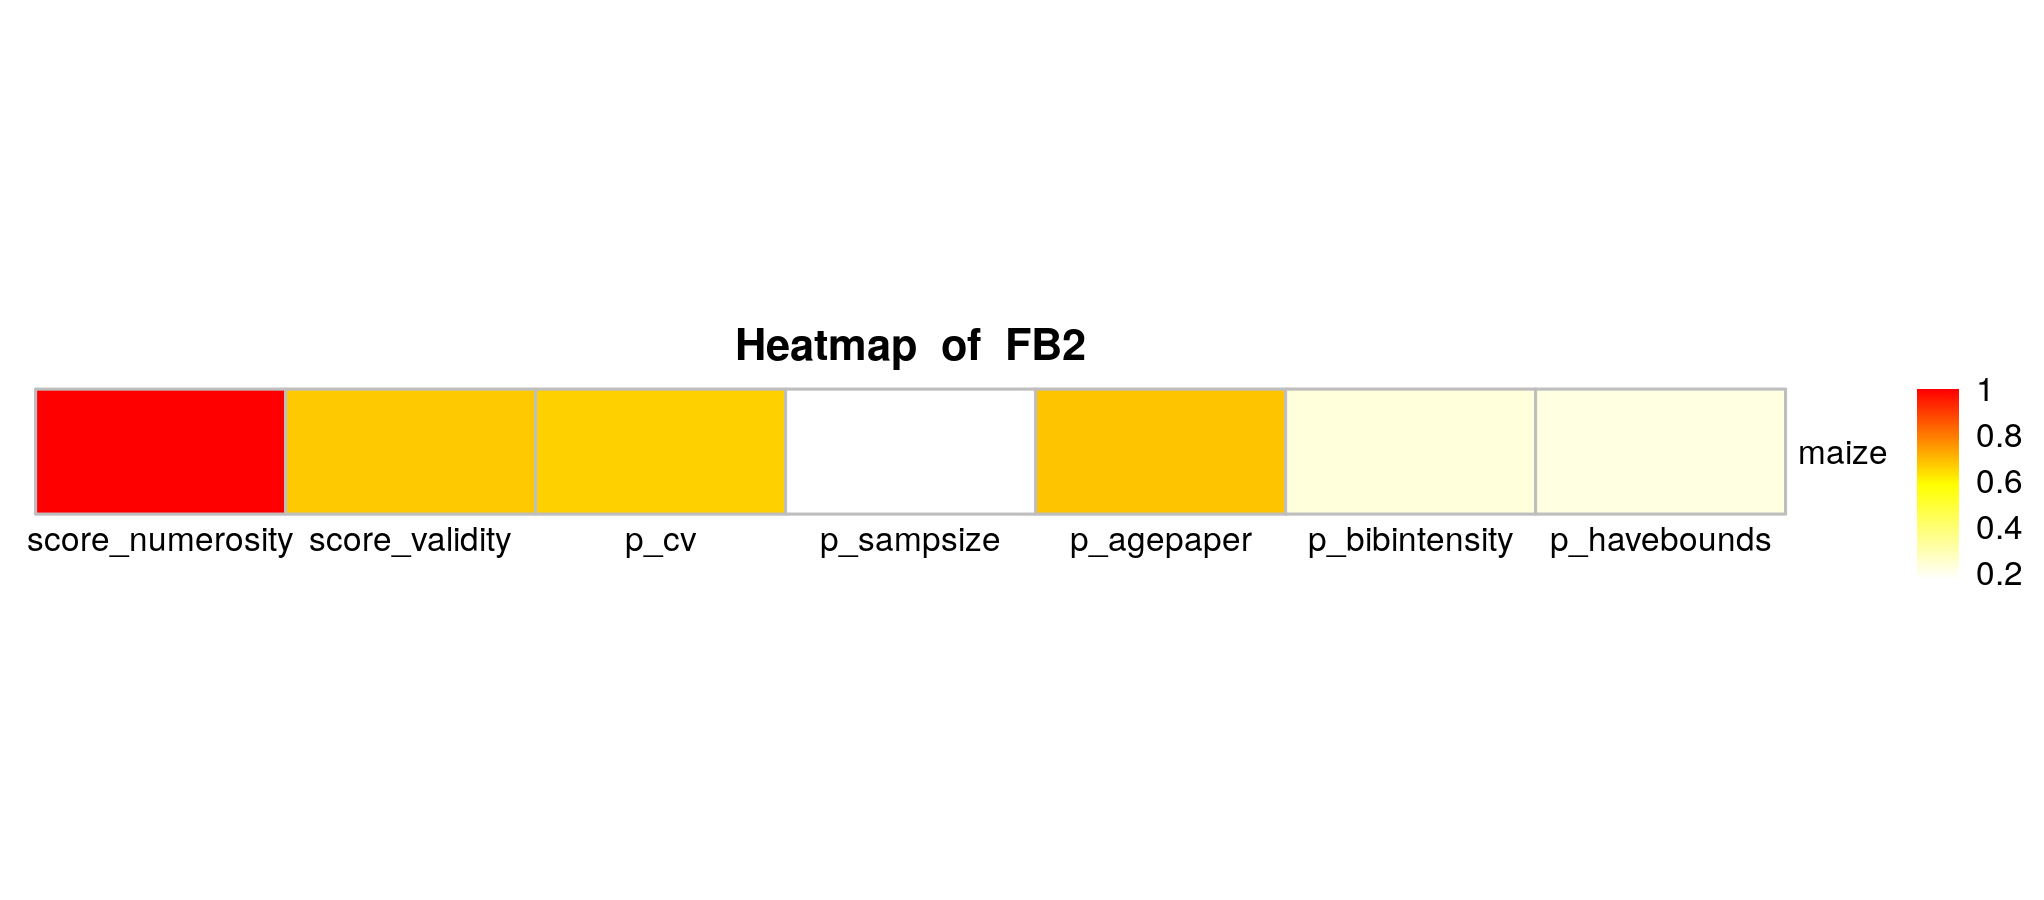 Heatmap of FB2
maize
score_numerosity score_validity p_cv p_sampsize p_agepaper p_bibintensity p_havebounds
1
0.8
0.6
0.4
0.2